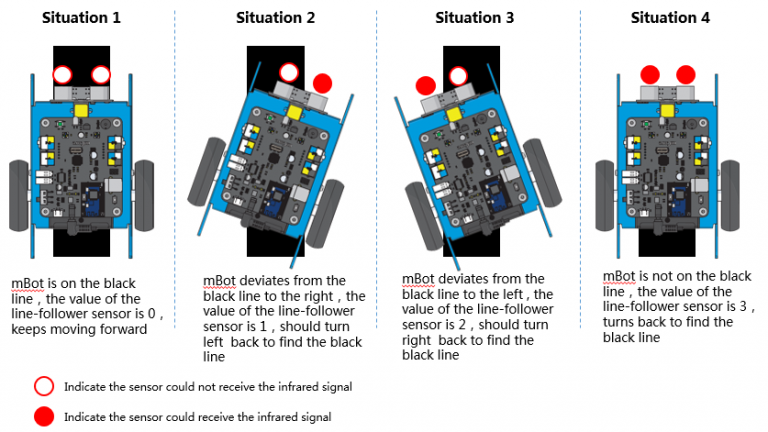 Situation 1
Situation 2
Situation 3
Situation 4
mBot is on the black
line , the value of the
line-follower sensor is 0 ,
keeps moving forward
mBot deviates from the
black line to the right , the
value of the line-follower
sensor is 1 , should turn
left  back to find the black
line
mBot deviates from the
black line to the left , the
value of the line-follower
sensor is 2 , should turn
right  back to find the
black line
mBot is not on the black
line , the value of the
line-follower sensor is 3 ,
turns back to find the
black line
Indicate the sensor could not receive the infrared signal
Indicate the sensor could receive the infrared signal